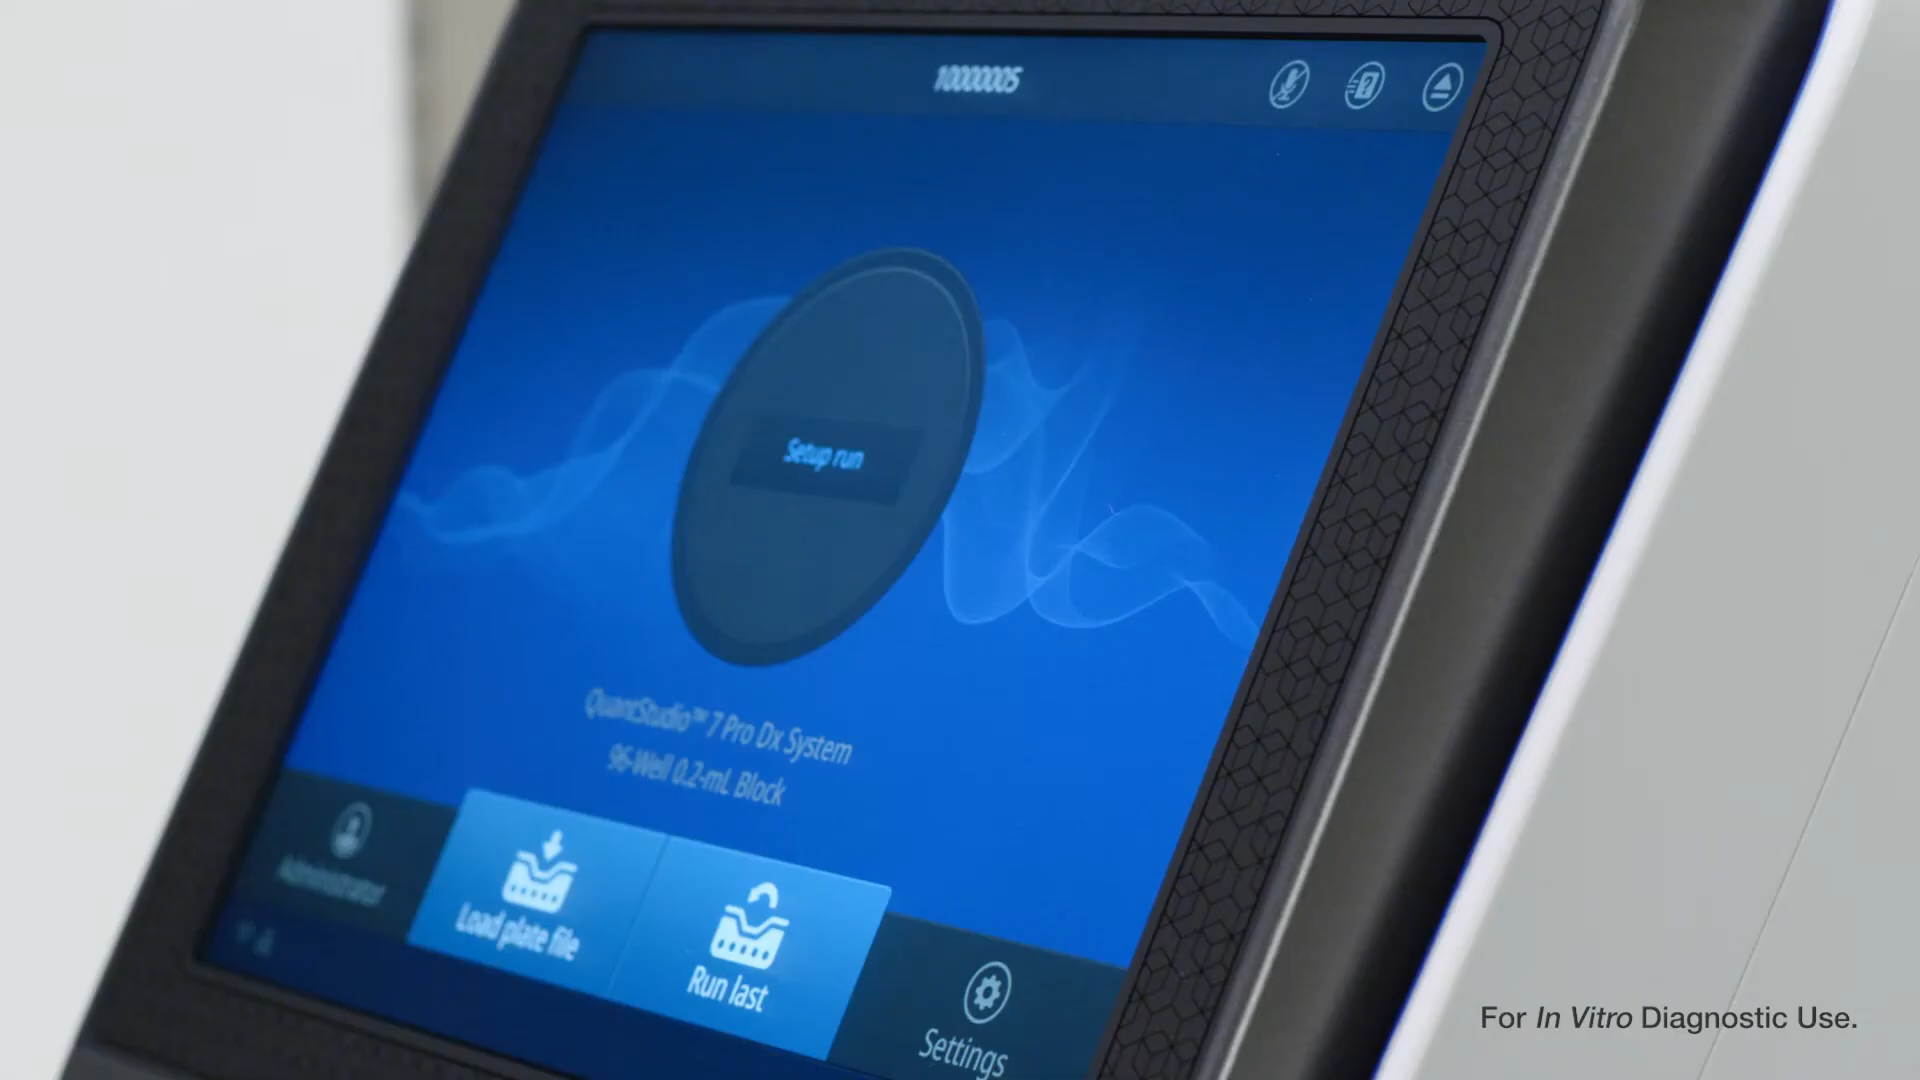 10000005
Setup run
QuantStudio™ 7 Pro Dx System
96-Well 0.2-mL Block
Administrator
Load plate file
Run last
Settings
For In Vitro Diagnostic Use.